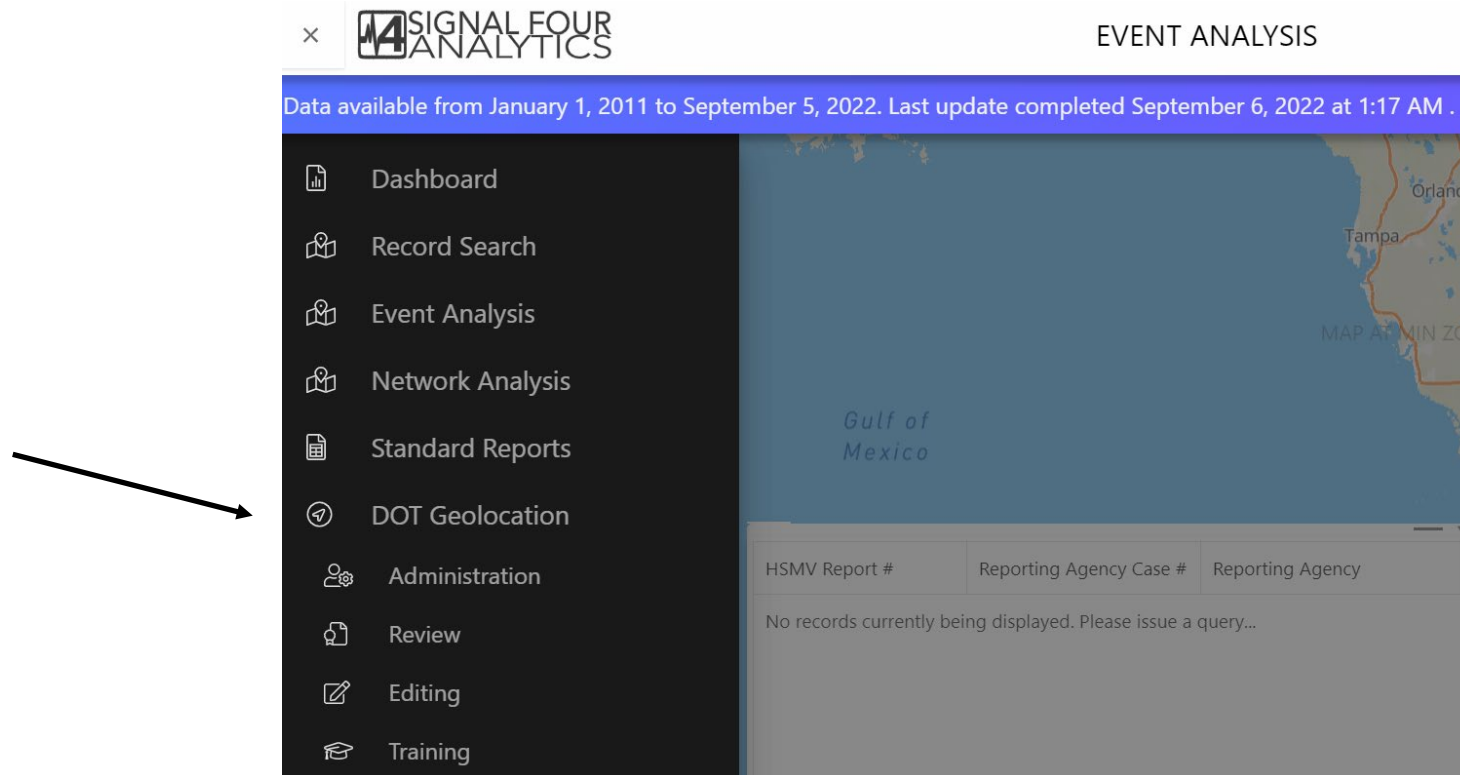 ×
SIGNAL FOUR
ANALYTICS
EVENT ANALYSIS
Data available from January 1, 2011 to September 5, 2022. Last update completed September 6, 2022 at 1:17 AM .
Dashboard
Record Search
Event Analysis
Network Analysis
Standard Reports
DOT Geolocation
Administration
Review
Editing
Training
Tampa
MAP AT MIN
Gulf of
Mexico
HSMV Report # Reporting Agency Case # Reporting Agency
No records currently being displayed. Please issue a query...